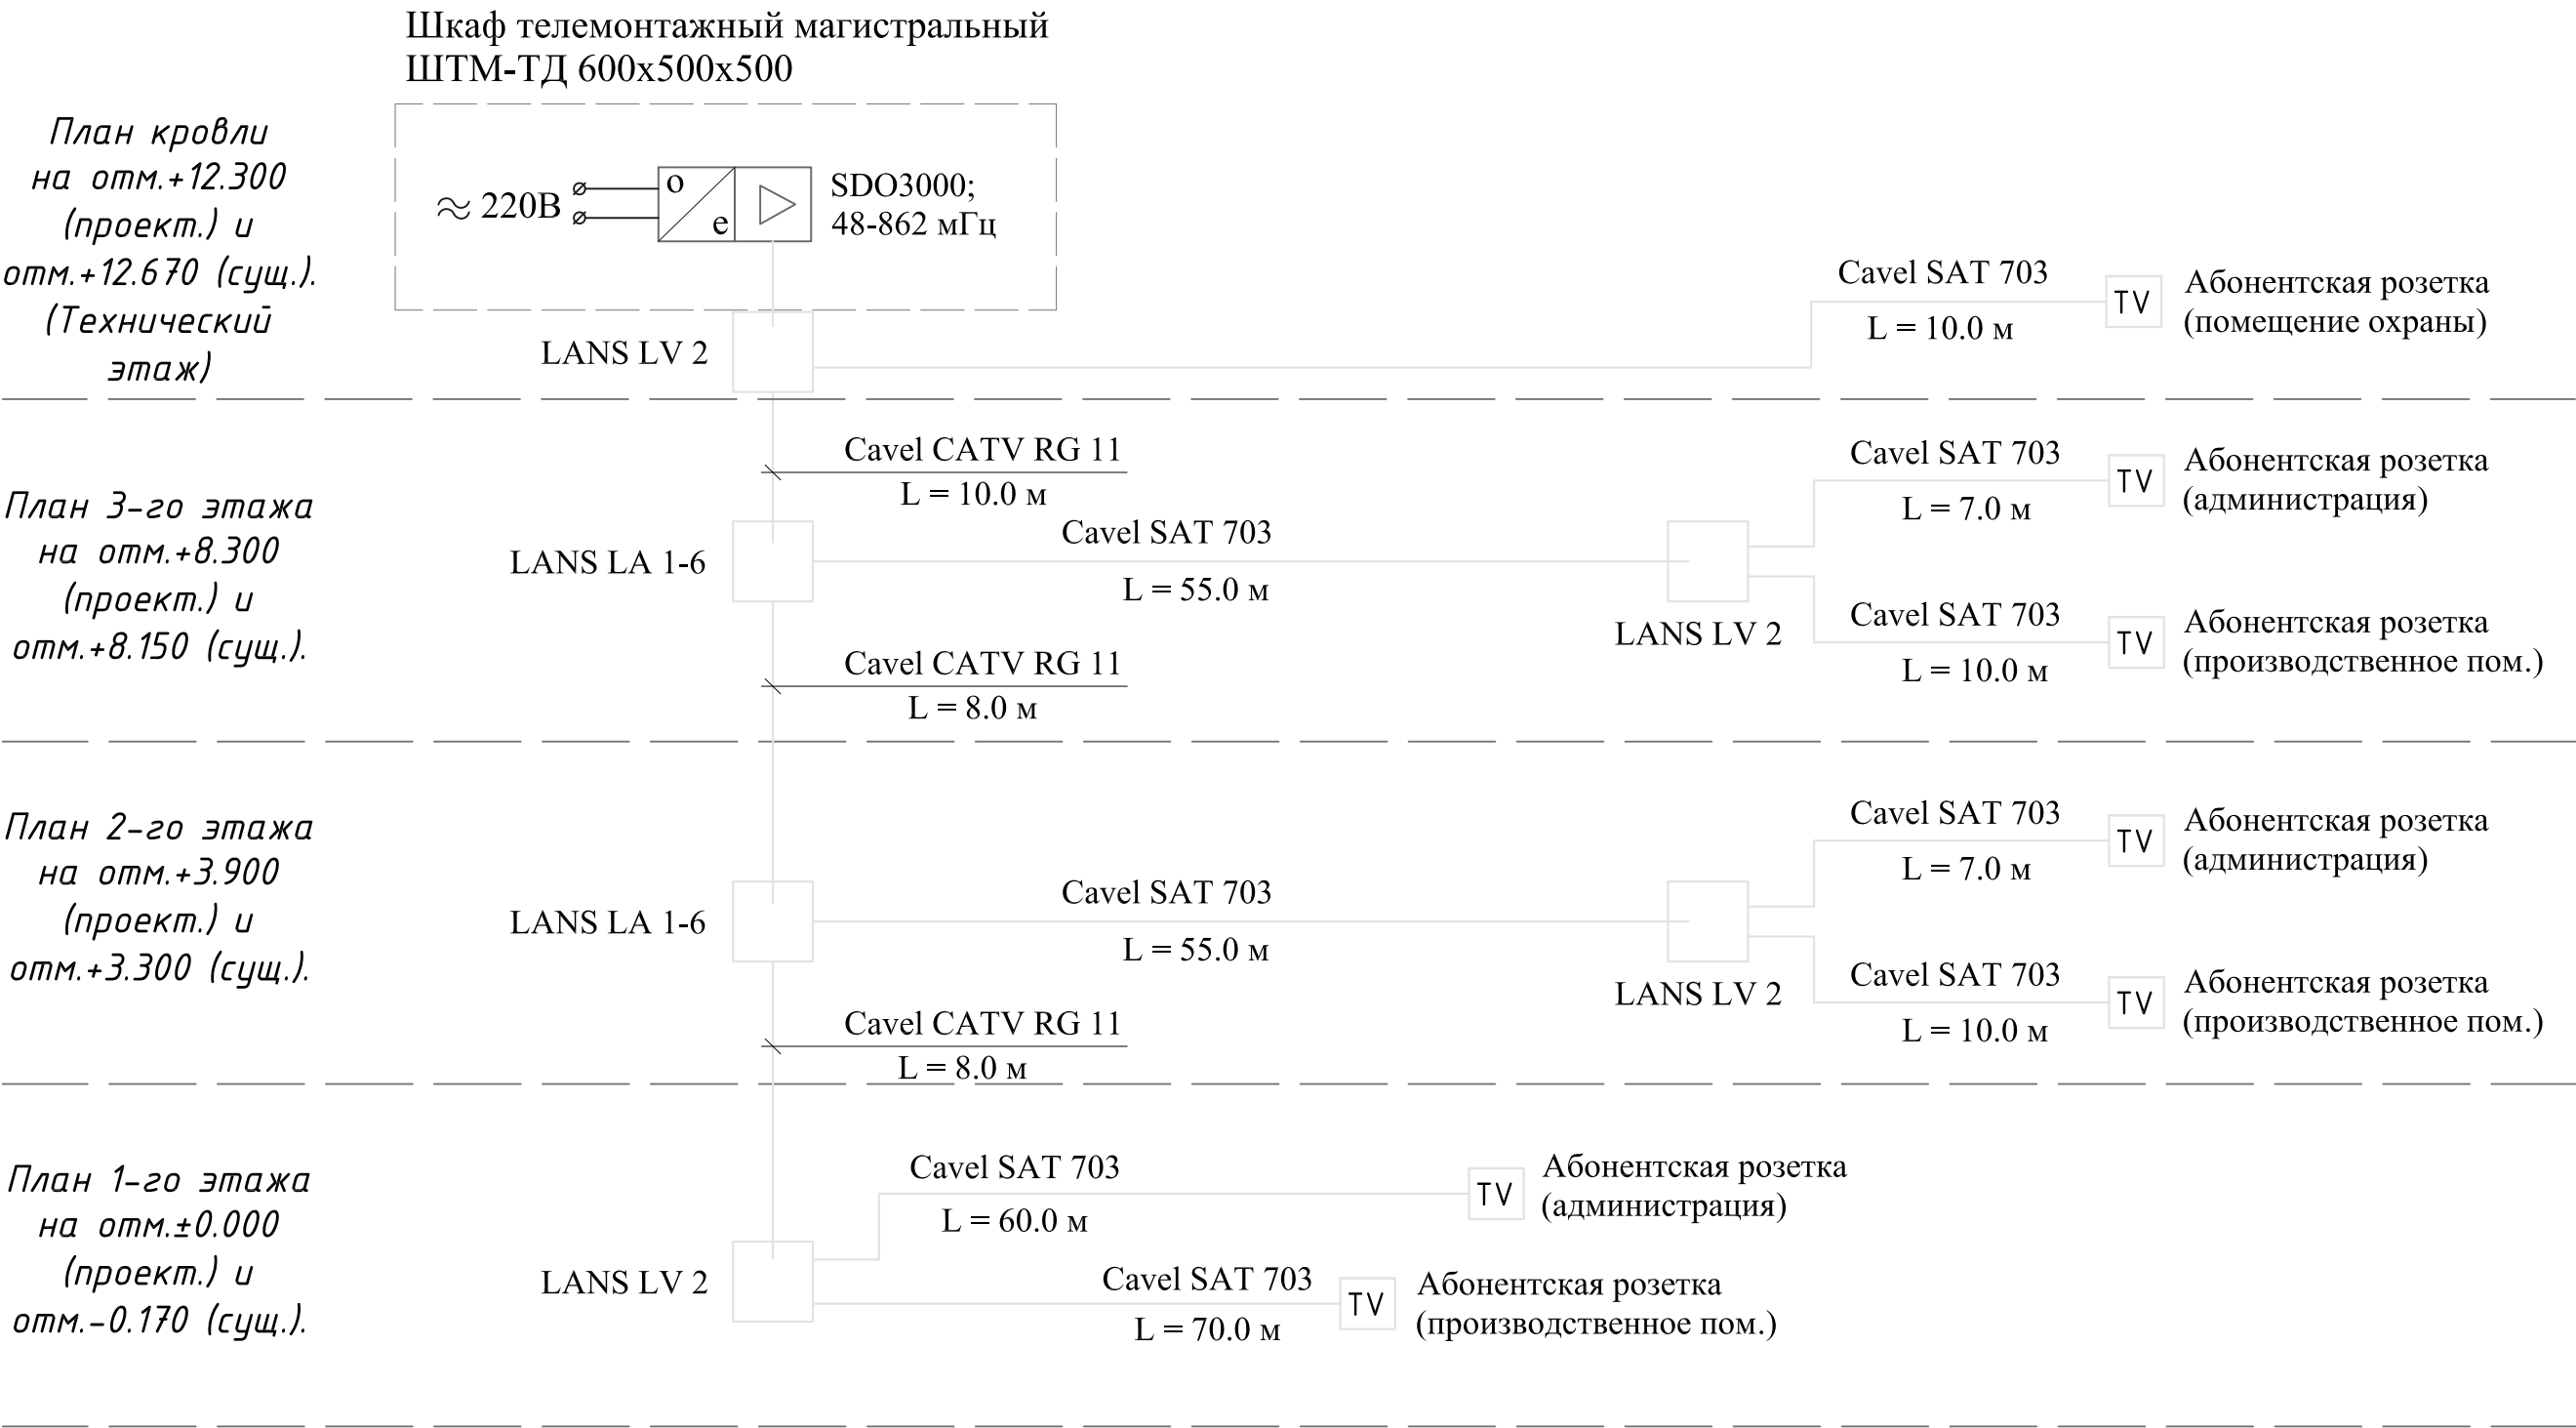 Шкаф телемонтажный магистральный
ШТМ-ТД 600х500х500
План кровли
на отм.+12.300
(проект.) и
отм.+12.670 (сущ.).
(Технический
этаж)
≈ 220В
о
е
SDO3000;
48-862 мГц
LANS LV 2
Cavel SAT 703
L = 10.0 м
TV
Абонентская розетка
(помещение охраны)
План 3-го этажа
на отм.+8.300
(проект.) и
отм.+8.150 (сущ.).
Cavel CATV RG 11
L = 10.0 м
LANS LA 1-6
Cavel SAT 703
L = 55.0 м
LANS LV 2
Cavel SAT 703
L = 7.0 м
TV
Абонентская розетка
(администрация)
Cavel SAT 703
L = 10.0 м
TV
Абонентская розетка
(производственное пом.)
Cavel CATV RG 11
L = 8.0 м
План 2-го этажа
на отм.+3.900
(проект.) и
отм.+3.300 (сущ.).
LANS LA 1-6
Cavel SAT 703
L = 55.0 м
LANS LV 2
Cavel SAT 703
L = 7.0 м
TV
Абонентская розетка
(администрация)
Cavel SAT 703
L = 10.0 м
TV
Абонентская розетка
(производственное пом.)
Cavel CATV RG 11
L = 8.0 м
План 1-го этажа
на отм.±0.000
(проект.) и
отм.-0.170 (сущ.).
LANS LV 2
Cavel SAT 703
L = 60.0 м
TV
Абонентская розетка
(администрация)
Cavel SAT 703
L = 70.0 м
TV
Абонентская розетка
(производственное пом.)